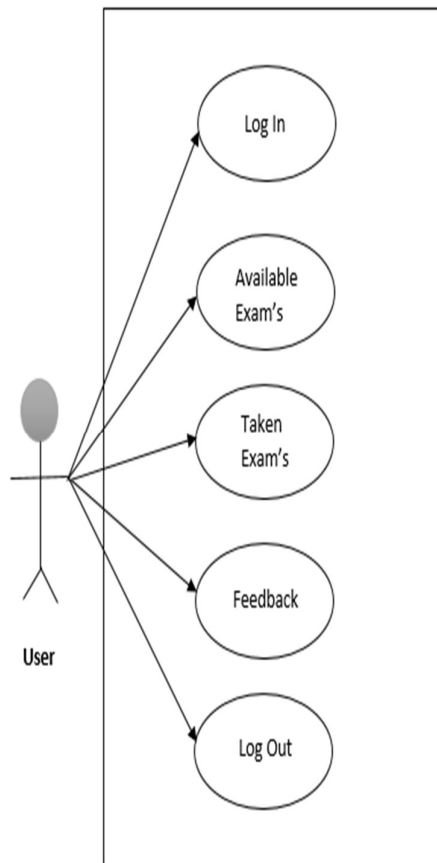 Log In
Available
Exam's
Taken
Exam's
Feedback
User
Log Out